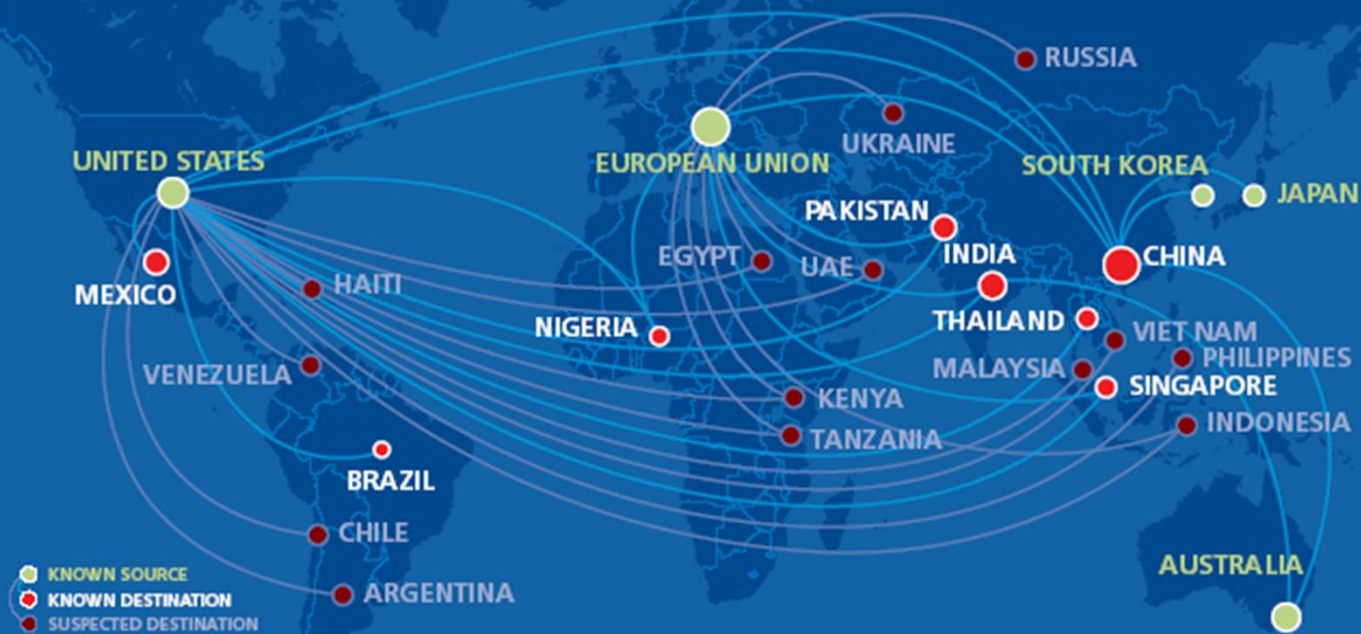 RUSSIA
UKRAINE
UNITED STATES
EUROPEAN UNION
SOUTH KOREA
JAPAN
PAKISTAN
EGYPT
UAE
INDIA
CHINA
MEXICO
HAITI
NIGERIA
THAILAND
VIET NAM
VENEZUELA
MALAYSIA
PHILIPPINES
SINGAPORE
KENYA
TANZANIA
INDONESIA
BRAZIL
CHILE
AUSTRALIA
ARGENTINA
KNOWN SOURCE
KNOWN DESTINATION
SUSPECTED DESTINATION